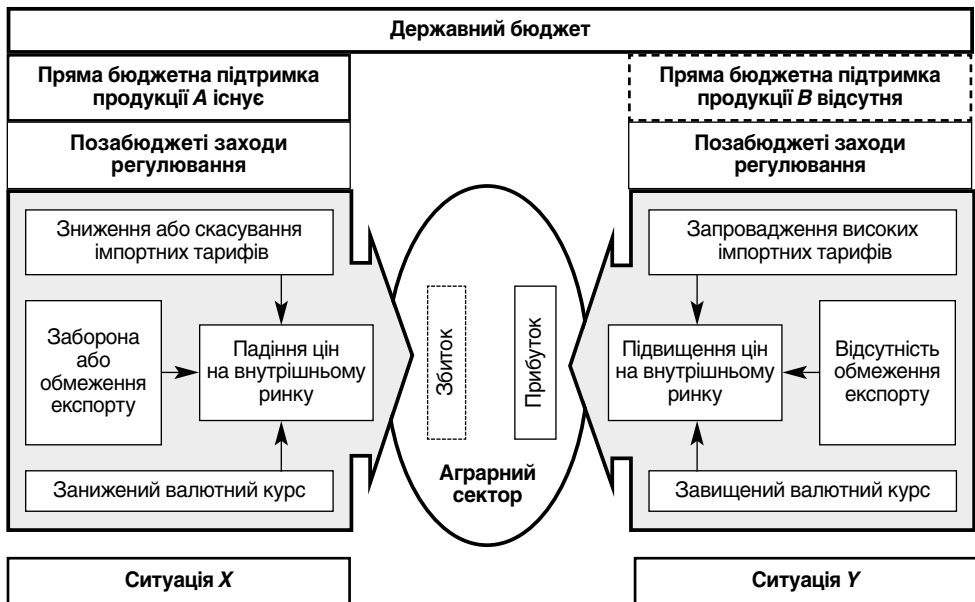 Державний бюджет
Пряма бюджетна підтримка
продукції A існує
Позабюджеті заходи
регулювання
Зниження або скасування
імпортних тарифів
Заборона
або
обмеження
експорту
Падіння цін
на внутрішньому
ринку
Занижений валютний курс
Ситуація X
Збиток
Прибуток
Аграрний
сектор
Пряма бюджетна підтримка
продукції B відсутня
Позабюджеті заходи
регулювання
Запровадження високих
імпортних тарифів
Підвищення цін
на внутрішньому
ринку
Відсутність
обмеження
експорту
Завищений валютний курс
Ситуація Y